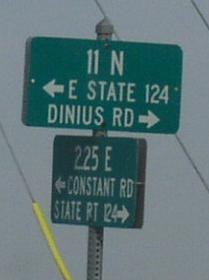 11 N
← E STATE 124
DINIUS RD →
225 E
← CONSTANT RD
STATE RT 124 →